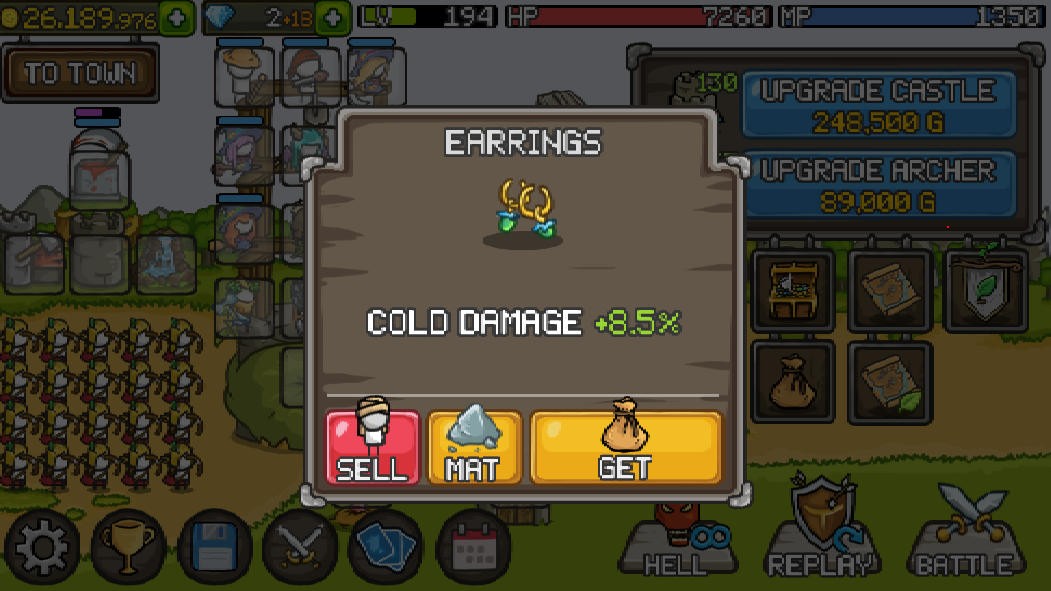 26.189.976
2+18
LV 194
HP 7260
MP 1350
TO TOWN
130
UPGRADE CASTLE
248,500 G
UPGRADE ARCHER
89,000 G
EARRINGS
COLD DAMAGE +8.5%
SELL
MAT
GET
HELL
REPLAY
BATTLE